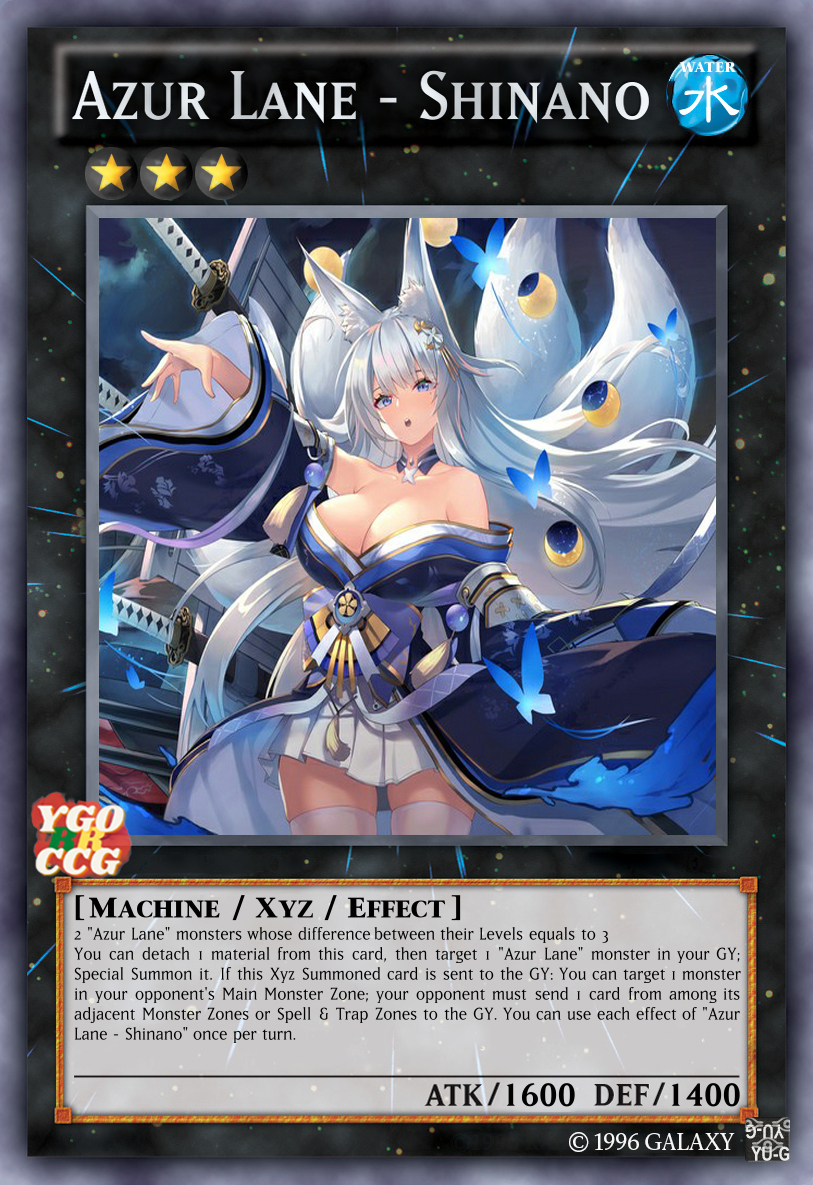 Azur Lane - Shinano
WATER
水
YGO
RR
CCG
[ Machine / Xyz / Effect ]
2 "Azur Lane" monsters whose difference between their Levels equals to 3
You can detach 1 material from this card, then target 1 "Azur Lane" monster in your GY;
Special Summon it. If this Xyz Summoned card is sent to the GY: You can target 1 monster
in your opponent's Main Monster Zone; your opponent must send 1 card from among its
adjacent Monster Zones or Spell & Trap Zones to the GY. You can use each effect of "Azur
Lane - Shinano" once per turn.
ATK/1600 DEF/1400
© 1996 GALAXY
YU-G
YU-G